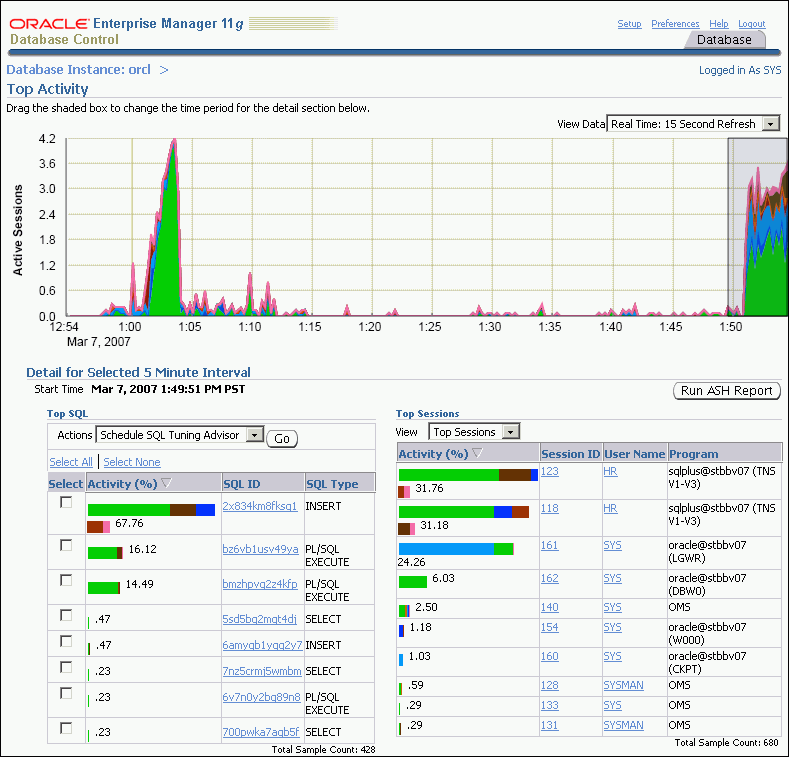 ORACLE Enterprise Manager 11g
Database Control
Setup Preferences Help Logout
Database
Database Instance: orcl >
Logged in As SYS
Top Activity
Drag the shaded box to change the time period for the detail section below.
View Data Real Time: 15 Second Refresh
Active Sessions
4.2
3.6
3.0
2.4
1.8
1.2
0.6
0.0
12:54 1:00 1:05 1:10 1:15 1:20 1:25 1:30 1:35 1:40 1:45 1:50
Mar 7, 2007
Detail for Selected 5 Minute Interval
Start Time Mar 7, 2007 1:49:51 PM PST
Run ASH Report
Top SQL
Actions Schedule SQL Tuning Advisor Go
Select All | Select None
Select Activity (%) SQL ID SQL Type
67.76 2x834km8fksq1 INSERT
16.12 bz6vb1usv49ya PL/SQL EXECUTE
14.49 bmzhpvq2z4kfp PL/SQL EXECUTE
.47 5sd5bq2mqt4dj SELECT
.47 6amyqb1yqq2y7 INSERT
.23 7nz5crmj5wmbm SELECT
.23 6v7n0y2bq89n8 PL/SQL EXECUTE
.23 700pwka7aqb5f SELECT
Total Sample Count: 428
Top Sessions
View Top Sessions
Activity (%) Session ID User Name Program
31.76 123 HR sqlplus@stbbv07 (TNS V1-V3)
31.18 118 HR sqlplus@stbbv07 (TNS V1-V3)
24.26 161 SYS oracle@stbbv07 (LGWR)
6.03 162 SYS oracle@stbbv07 (DBW0)
2.50 140 SYS OMS
1.18 154 SYS oracle@stbbv07 (W000)
1.03 160 SYS oracle@stbbv07 (CKPT)
.59 128 SYSMAN OMS
.29 133 SYS OMS
.29 131 SYSMAN OMS
Total Sample Count: 680